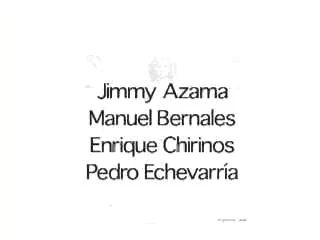 Jimmy Azama
Manuel Bernales
Enrique Chirinos
Pedro Echevarría